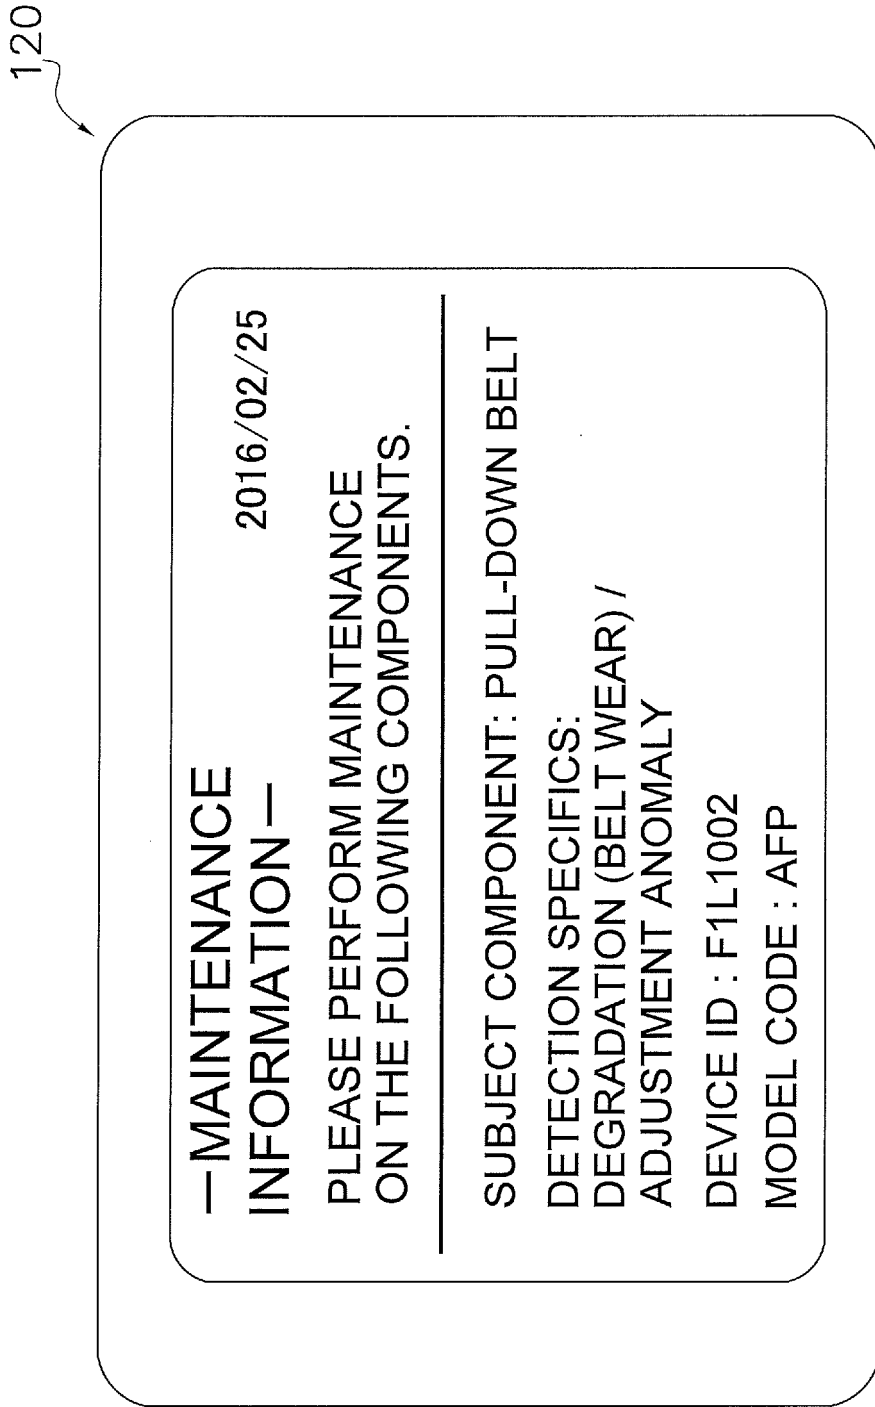 120
—MAINTENANCE
INFORMATION—
2016/02/25
PLEASE PERFORM MAINTENANCE
ON THE FOLLOWING COMPONENTS.
SUBJECT COMPONENT: PULL-DOWN BELT
DETECTION SPECIFICS:
DEGRADATION (BELT WEAR) /
ADJUSTMENT ANOMALY
DEVICE ID : F1L1002
MODEL CODE : AFP